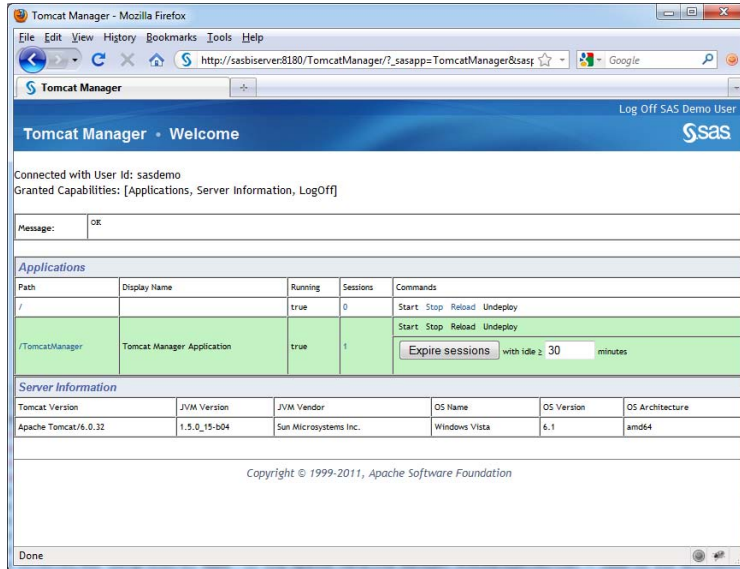 Tomcat Manager - Mozilla Firefox
File Edit View History Bookmarks Tools Help
http://sasbiserver:8180/TomcatManager/?_sasapp=TomcatManager&sasp
Google
Tomcat Manager
Log Off SAS Demo User
Tomcat Manager • Welcome
sas
Connected with User Id: sasdemo
Granted Capabilities: [Applications, Server Information, LogOff]
Message: OK
Applications
Path Display Name Running Sessions Commands
/ true 0 Start Stop Reload Undeploy
Start Stop Reload Undeploy
/TomcatManager Tomcat Manager Application true 1
Expire sessions with idle ≥ 30 minutes
Server Information
Tomcat Version JVM Version JVM Vendor OS Name OS Version OS Architecture
Apache Tomcat/6.0.32 1.5.0_15-b04 Sun Microsystems Inc. Windows Vista 6.1 amd64
Copyright © 1999-2011, Apache Software Foundation
Done